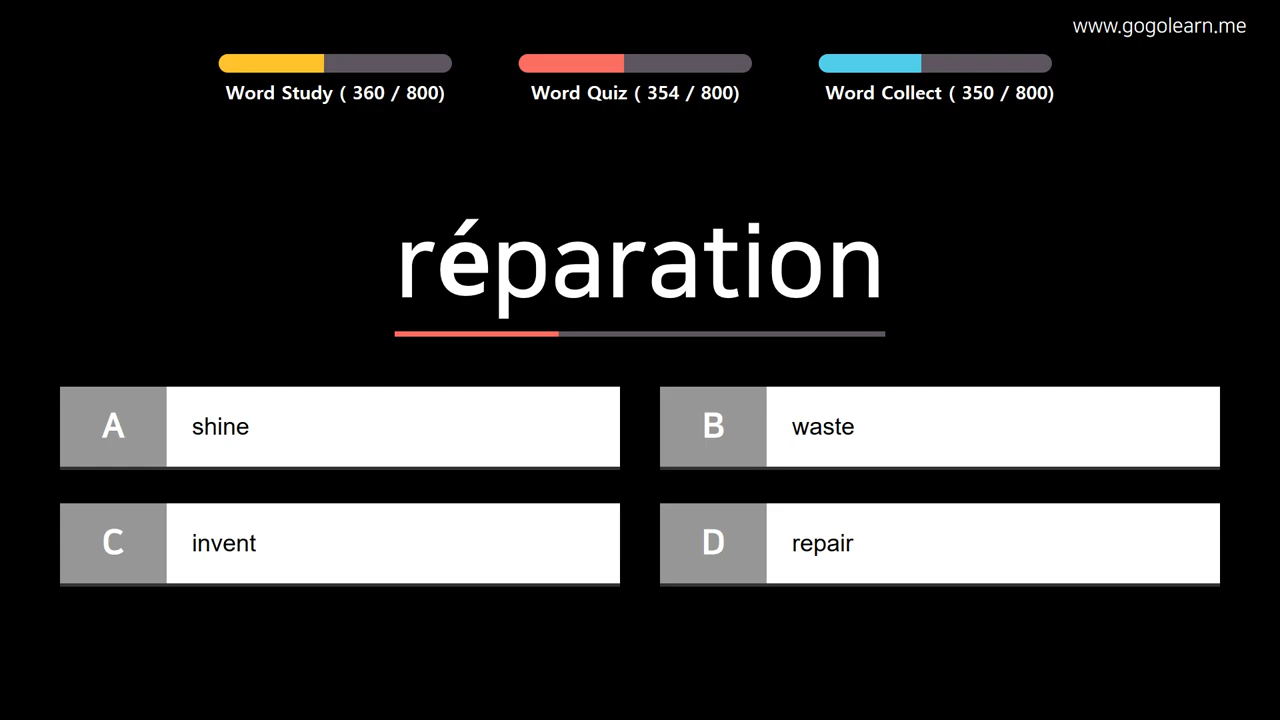 www.gogolearn.me
Word Study ( 360 / 800)
Word Quiz ( 354 / 800)
Word Collect ( 350 / 800)
réparation
A shine
B waste
C invent
D repair